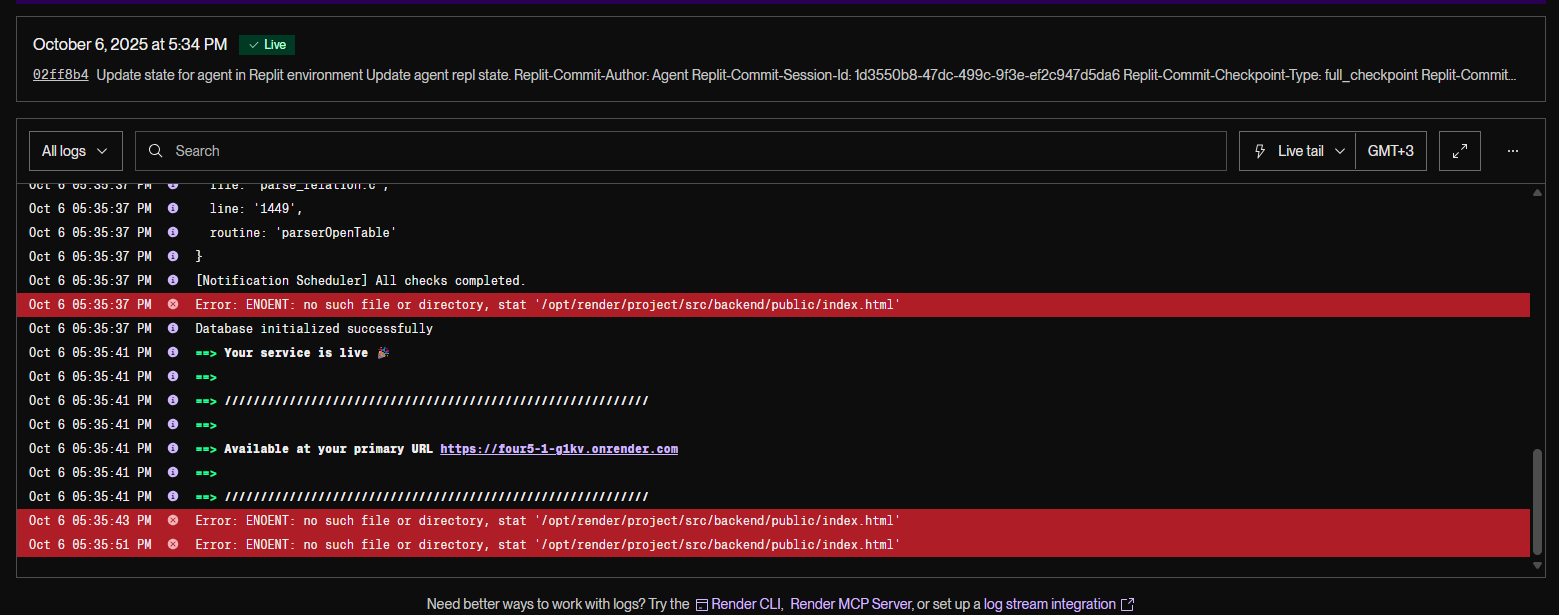 October 6, 2025 at 5:34 PM Live
02ff8b4 Update state for agent in Replit environment Update agent repl state. Replit-Commit-Author: Agent Replit-Commit-Session-Id: 1d3550b8-47dc-499c-9f3e-ef2c947d5da6 Replit-Commit-Checkpoint-Type: full_checkpoint Replit-Commit...
All logs Search Live tail GMT+3 ...
Oct 6 05:35:37 PM file: 'parse_relation.c',
Oct 6 05:35:37 PM line: '1449',
Oct 6 05:35:37 PM routine: 'parserOpenTable'
Oct 6 05:35:37 PM }
Oct 6 05:35:37 PM [Notification Scheduler] All checks completed.
Oct 6 05:35:37 PM Error: ENOENT: no such file or directory, stat '/opt/render/project/src/backend/public/index.html'
Oct 6 05:35:37 PM Database initialized successfully
Oct 6 05:35:41 PM ==> Your service is live 🎉
Oct 6 05:35:41 PM ==>
Oct 6 05:35:41 PM ==> ///////////////////////////////////////////////////////////
Oct 6 05:35:41 PM ==>
Oct 6 05:35:41 PM ==> Available at your primary URL https://four5-1-g1kv.onrender.com
Oct 6 05:35:41 PM ==>
Oct 6 05:35:41 PM ==> ///////////////////////////////////////////////////////////
Oct 6 05:35:43 PM Error: ENOENT: no such file or directory, stat '/opt/render/project/src/backend/public/index.html'
Oct 6 05:35:51 PM Error: ENOENT: no such file or directory, stat '/opt/render/project/src/backend/public/index.html'
Need better ways to work with logs? Try the Render CLI, Render MCP Server, or set up a log stream integration